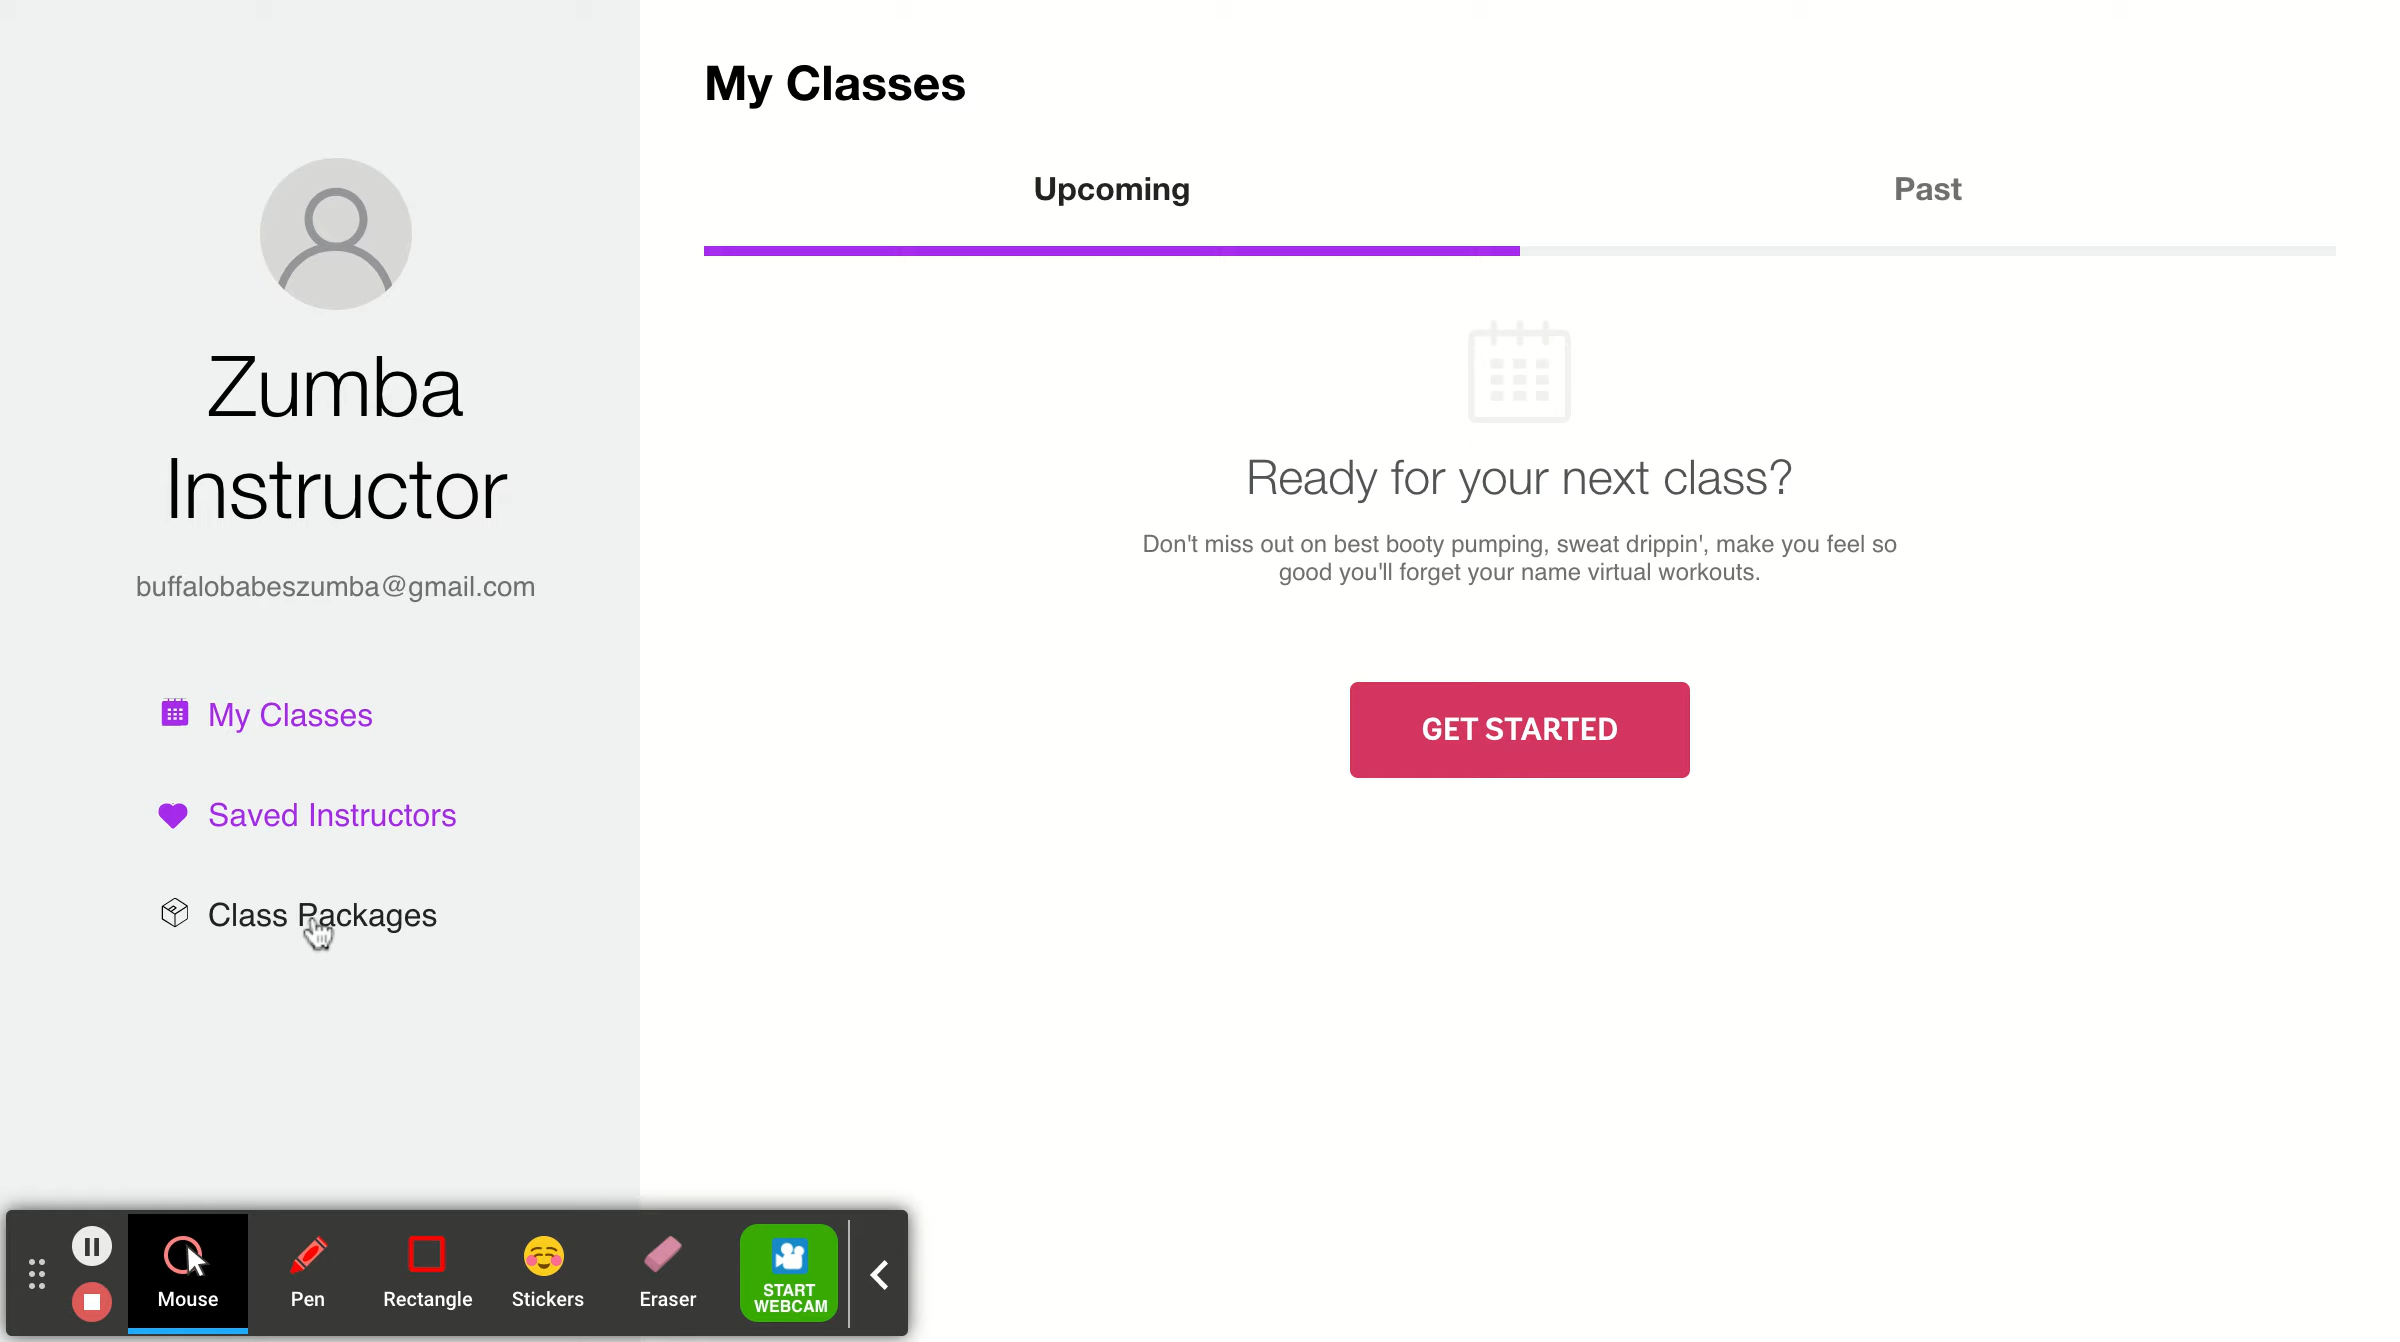 Zumba
Instructor
buffalobabeszumba@gmail.com
My Classes
Saved Instructors
Class Packages
My Classes
Upcoming
Past
Ready for your next class?
Don't miss out on best booty pumping, sweat drippin', make you feel so
good you'll forget your name virtual workouts.
GET STARTED
Mouse
Pen
Rectangle
Stickers
Eraser
START
WEBCAM